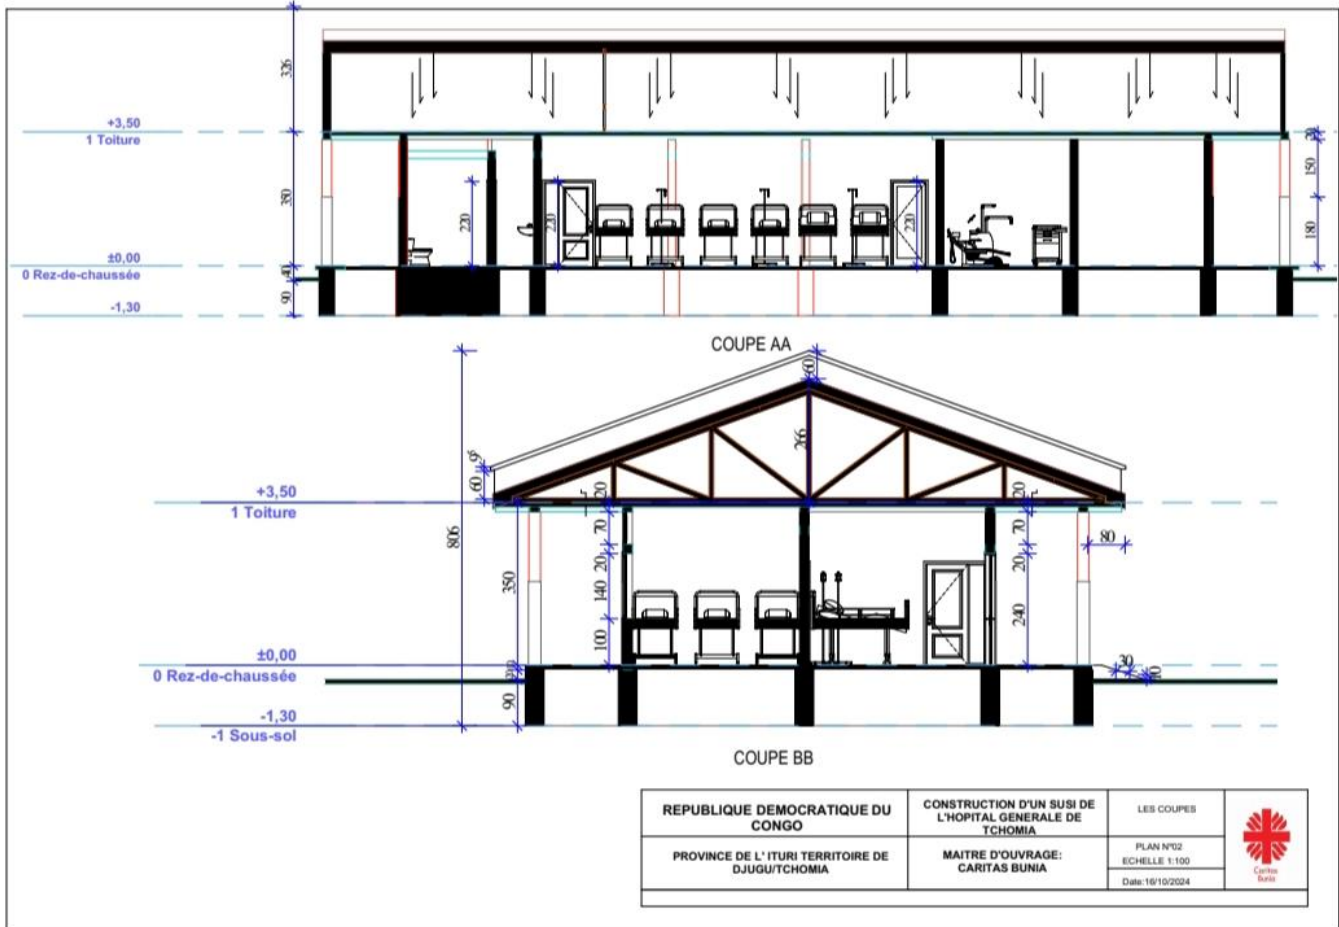 326
+3,50
1 Toiture
20
150
350
220
220
220
180
±0,00
0 Rez-de-chaussée
40
90
-1,30
COUPE AA
60
266
9
60
+3,50
1 Toiture
20
20
806
70
70
80
350
20
20
140
240
100
±0,00
0 Rez-de-chaussée
30
10
90
-1,30
-1 Sous-sol
COUPE BB
REPUBLIQUE DEMOCRATIQUE DU
CONGO
CONSTRUCTION D'UN SUSI DE
L'HOPITAL GENERALE DE
TCHOMIA
LES COUPES
PROVINCE DE L' ITURI TERRITOIRE DE
DJUGU/TCHOMIA
MAITRE D'OUVRAGE:
CARITAS BUNIA
PLAN N°02
ECHELLE 1:100
Date:16/10/2024
Caritas
Bunia